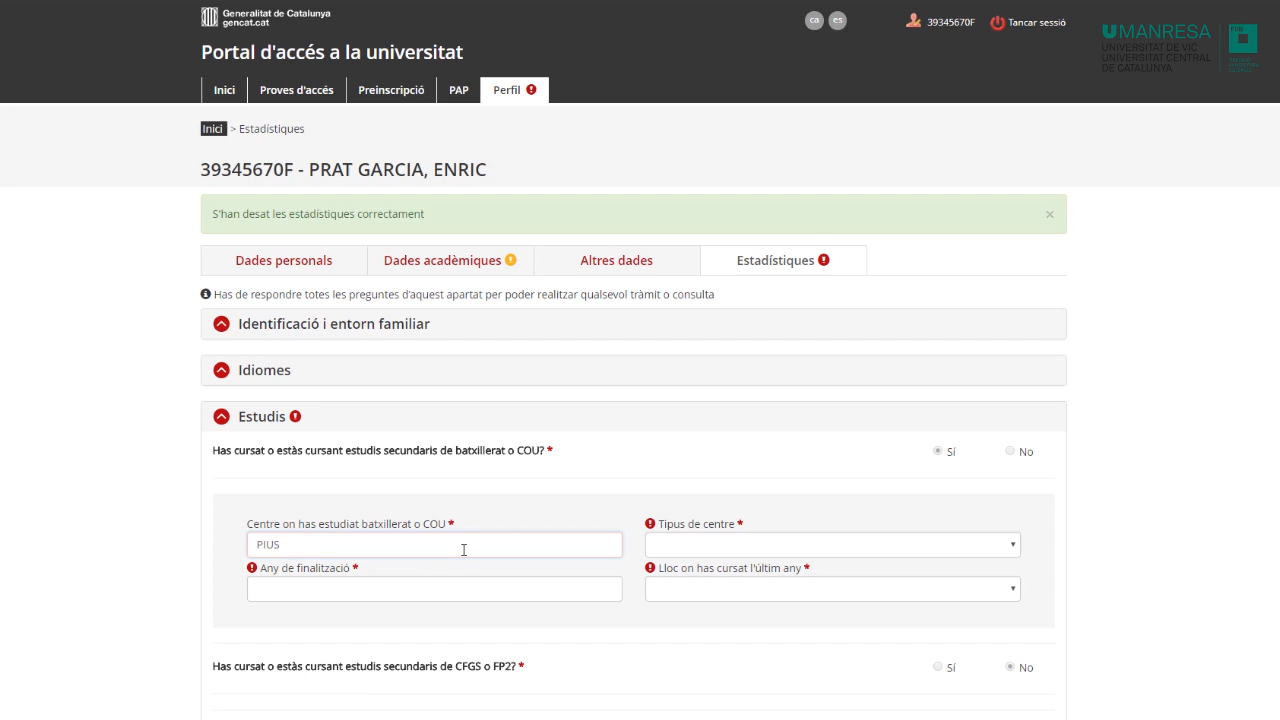 Generalitat de Catalunya
gencat.cat
ca es 39345670F Tancar sessió
UMANRESA
UNIVERSITAT DE VIC
UNIVERSITAT CENTRAL
DE CATALUNYA
FUB
Portal d'accés a la universitat
Inici Proves d'accés Preinscripció PAP Perfil
Inici > Estadístiques
39345670F - PRAT GARCIA, ENRIC
S'han desat les estadístiques correctament ×
Dades personals Dades acadèmiques Altres dades Estadístiques
Has de respondre totes les preguntes d'aquest apartat per poder realitzar qualsevol tràmit o consulta
Identificació i entorn familiar
Idiomes
Estudis
Has cursat o estàs cursant estudis secundaris de batxillerat o COU? * Sí No
Centre on has estudiat batxillerat o COU * Tipus de centre *
PIUS
Any de finalització * Lloc on has cursat l'últim any *
Has cursat o estàs cursant estudis secundaris de CFGS o FP2? * Sí No